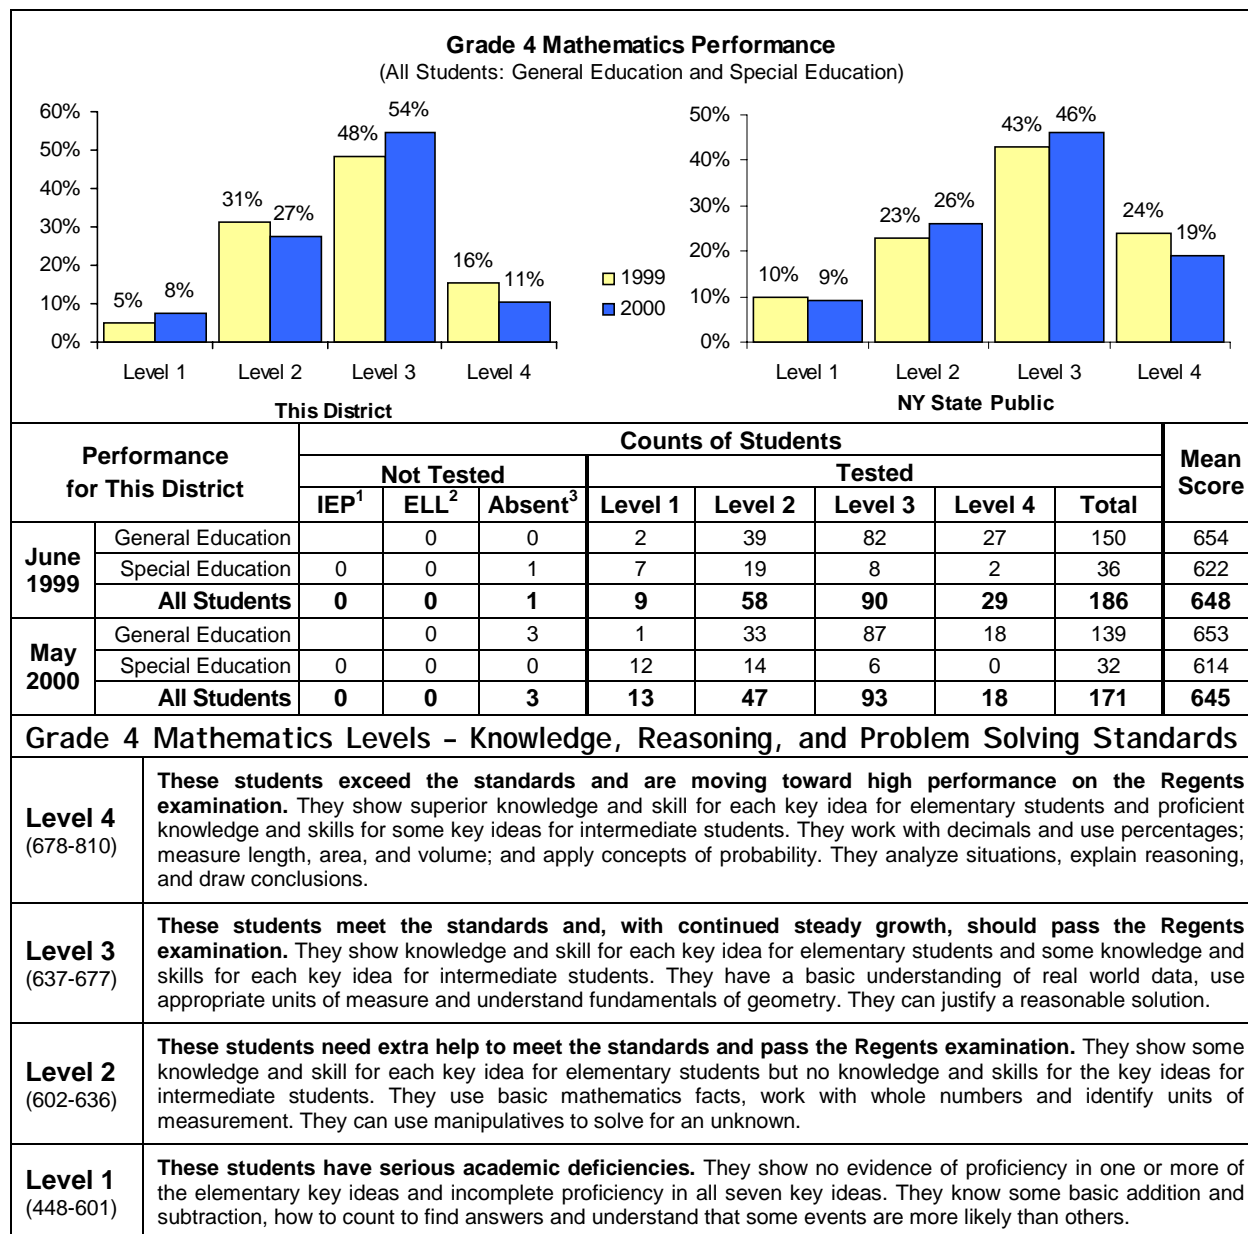 Grade 4 Mathematics Performance
(All Students: General Education and Special Education)
60%
50%
40%
30%
20%
10%
0%
5%
8%
31%
27%
48%
54%
16%
11%
Level 1
Level 2
Level 3
Level 4
This District
1999
2000
50%
40%
30%
20%
10%
0%
10%
9%
23%
26%
43%
46%
24%
19%
Level 1
Level 2
Level 3
Level 4
NY State Public
Performance
for This District
Counts of Students
Mean
Score
Not Tested
Tested
IEP1 ELL2 Absent3 Level 1 Level 2 Level 3 Level 4 Total
June
1999
General Education 0 0 2 39 82 27 150 654
Special Education 0 0 1 7 19 8 2 36 622
All Students 0 0 1 9 58 90 29 186 648
May
2000
General Education 0 3 1 33 87 18 139 653
Special Education 0 0 0 12 14 6 0 32 614
All Students 0 0 3 13 47 93 18 171 645
Grade 4 Mathematics Levels – Knowledge, Reasoning, and Problem Solving Standards
Level 4
(678-810)
These students exceed the standards and are moving toward high performance on the Regents
examination. They show superior knowledge and skill for each key idea for elementary students and proficient
knowledge and skills for some key ideas for intermediate students. They work with decimals and use percentages;
measure length, area, and volume; and apply concepts of probability. They analyze situations, explain reasoning,
and draw conclusions.
Level 3
(637-677)
These students meet the standards and, with continued steady growth, should pass the Regents
examination. They show knowledge and skill for each key idea for elementary students and some knowledge and
skills for each key idea for intermediate students. They have a basic understanding of real world data, use
appropriate units of measure and understand fundamentals of geometry. They can justify a reasonable solution.
Level 2
(602-636)
These students need extra help to meet the standards and pass the Regents examination. They show some
knowledge and skill for each key idea for elementary students but no knowledge and skills for the key ideas for
intermediate students. They use basic mathematics facts, work with whole numbers and identify units of
measurement. They can use manipulatives to solve for an unknown.
Level 1
(448-601)
These students have serious academic deficiencies. They show no evidence of proficiency in one or more of
the elementary key ideas and incomplete proficiency in all seven key ideas. They know some basic addition and
subtraction, how to count to find answers and understand that some events are more likely than others.